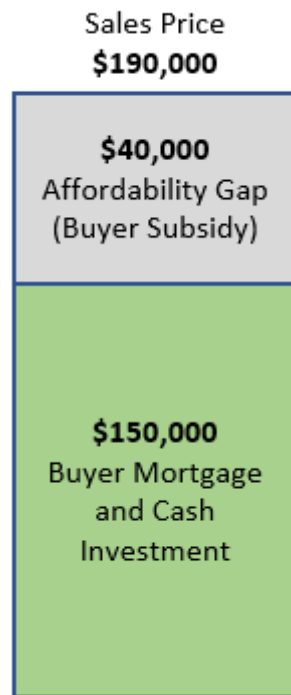 Sales Price
$190,000
$40,000
Affordability Gap
(Buyer Subsidy)
$150,000
Buyer Mortgage
and Cash
Investment